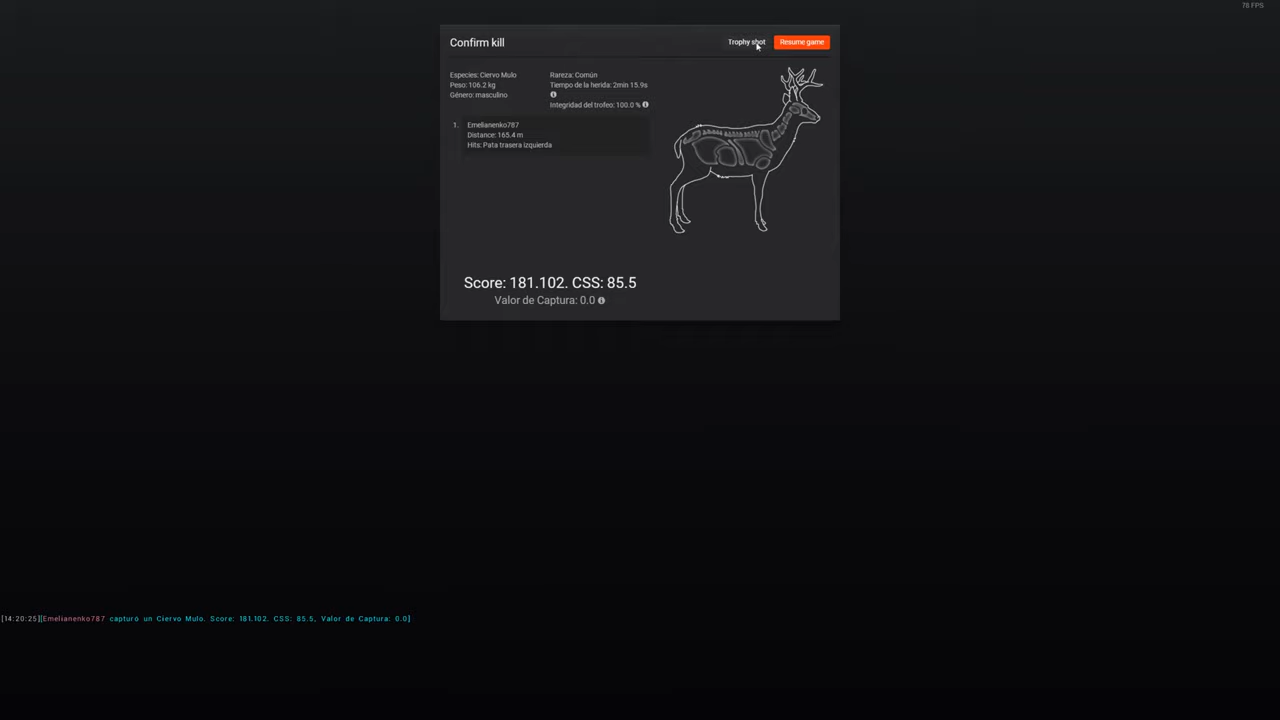 78 FPS
Confirm kill
Trophy shot
Resume game
Especies: Ciervo Mulo
Peso: 106.2 kg
Género: masculino
Rareza: Común
Tiempo de la herida: 2min 15.9s
Integridad del trofeo: 100.0 %
1.
Emelianenko787
Distance: 165.4 m
Hits: Pata trasera izquierda
Score: 181.102. CSS: 85.5
Valor de Captura: 0.0
[14:20:25][Emelianenko787 capturó un Ciervo Mulo. Score: 181.102. CSS: 85.5, Valor de Captura: 0.0]